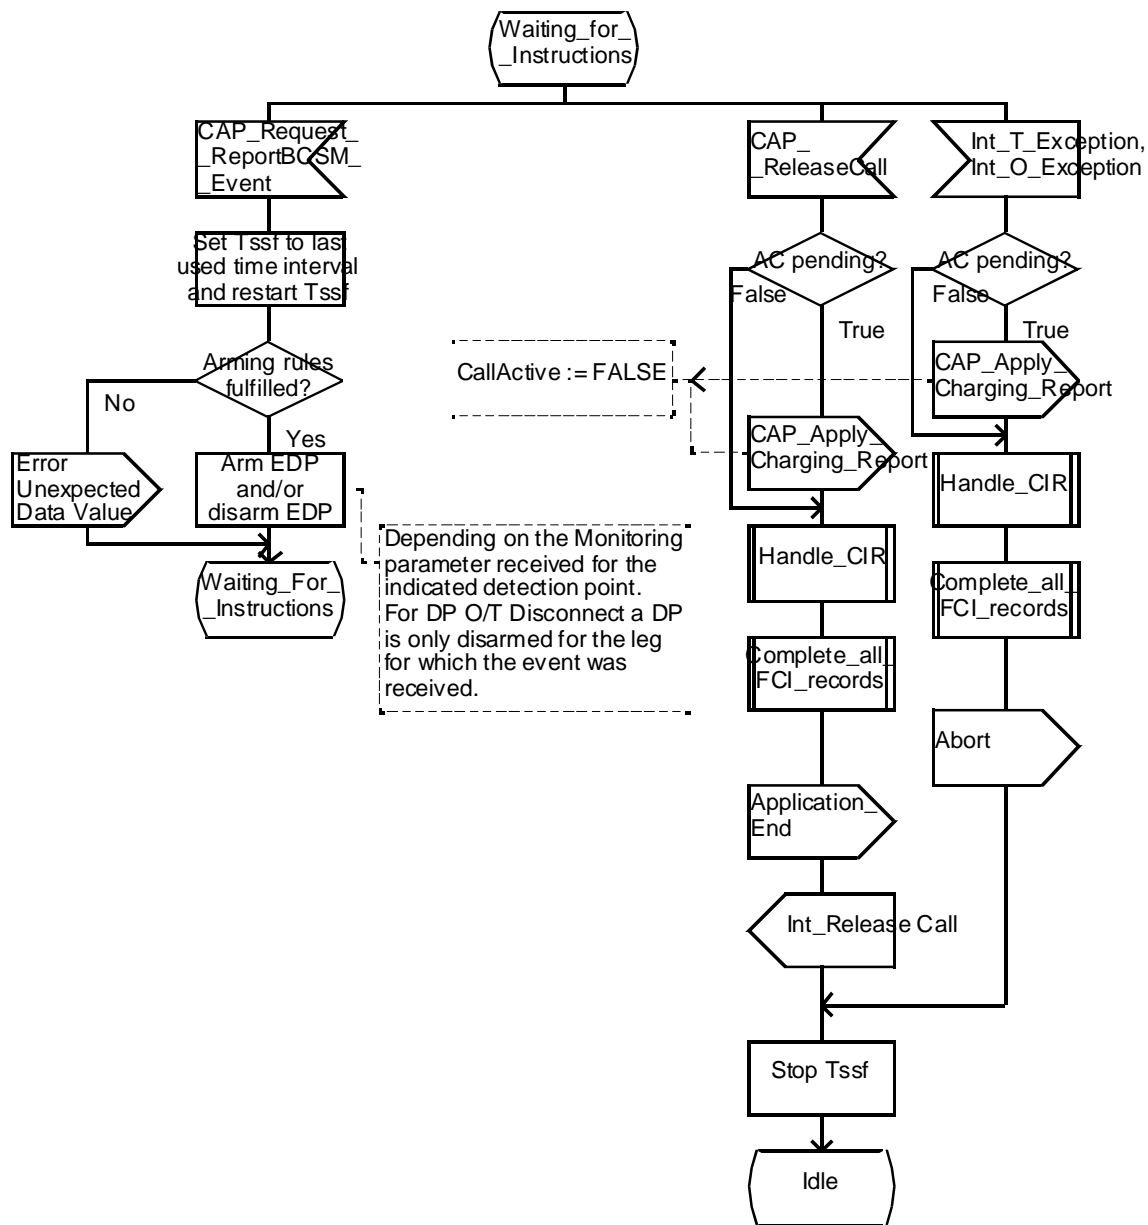 Waiting_for_
_Instructions
CAP_Request_
_ReportBCSM_
_Event
CAP_
_ReleaseCall
Int_T_Exception,
Int_O_Exception
Set Tssf to last
used time interval
and restart Tssf
AC pending?
False
True
AC pending?
False
True
Arming rules
fulfilled?
No
Yes
CallActive := FALSE
CAP_Apply_
Charging_Report
CAP_Apply_
Charging_Report
Error
Unexpected
Data Value
Arm EDP
and/or
disarm EDP
Handle_CIR
Depending on the Monitoring
parameter received for the
indicated detection point.
For DP O/T Disconnect a DP
is only disarmed for the leg
for which the event was
received.
Handle_CIR
Waiting_For_
_Instructions
Complete_all_
FCI_records
Complete_all_
FCI_records
Abort
Application_
End
Int_Release Call
Stop Tssf
Idle